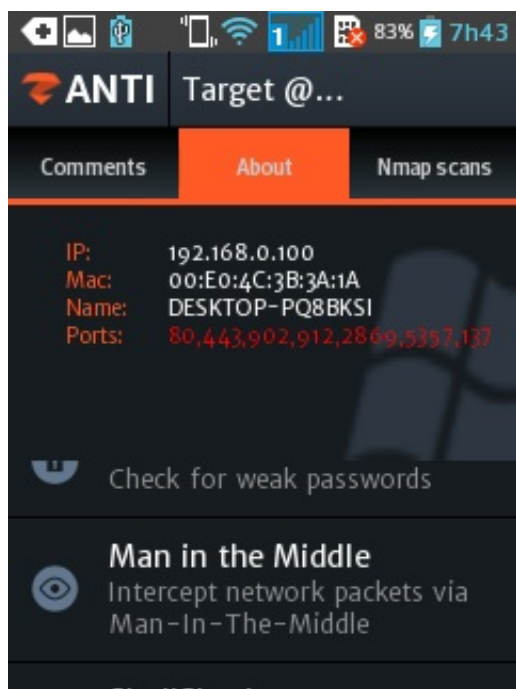 1 83% 7h43
ZANTI Target @...
Comments About Nmap scans
IP: 192.168.0.100
Mac: 00:E0:4C:3B:3A:1A
Name: DESKTOP-PQ8BKSI
Ports: 80,443,902,912,2869,5357,137
Check for weak passwords
Man in the Middle
Intercept network packets via
Man-In-The-Middle